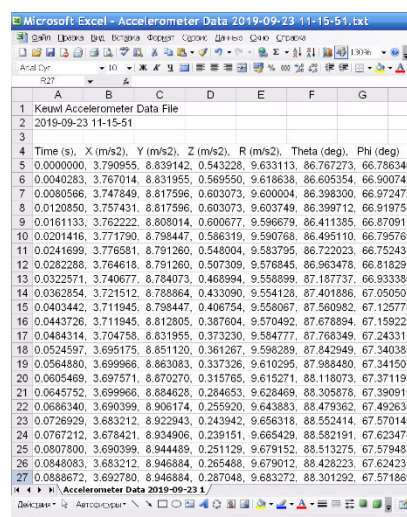 Microsoft Excel - Accelerometer Data 2019-09-23 11-15-51.txt
Файл Правка Вид Вставка Формат Сервис Данные Окно Справка
130%
Arial Cyr 10 Ж К Ч
R27
A B C D E F G
1 Keuwl Accelerometer Data File
2 2019-09-23 11-15-51
3
4 Time (s), X (m/s2), Y (m/s2), Z (m/s2), R (m/s2), Theta (deg), Phi (deg)
5 0.0000000, 3.790955, 8.839142, 0.543228, 9.633113, 86.767273, 66.78634
6 0.0040283, 3.767014, 8.831955, 0.569550, 9.618638, 86.605354, 66.90074
7 0.0080566, 3.747849, 8.817596, 0.603073, 9.600004, 86.398300, 66.97247
8 0.0120850, 3.757431, 8.817596, 0.603073, 9.603749, 86.399712, 66.91975
9 0.0161133, 3.762222, 8.808014, 0.600677, 9.596679, 86.411385, 66.87091
10 0.0201416, 3.771790, 8.798447, 0.586319, 9.590768, 86.495110, 66.79576
11 0.0241699, 3.776581, 8.791260, 0.548004, 9.583795, 86.722023, 66.75243
12 0.0282288, 3.764618, 8.791260, 0.507309, 9.576845, 86.963478, 66.81829
13 0.0322571, 3.740677, 8.784073, 0.468994, 9.558899, 87.187737, 66.93338
14 0.0362854, 3.721512, 8.788864, 0.433090, 9.554128, 87.401886, 67.05050
15 0.0403442, 3.711945, 8.798447, 0.406754, 9.558067, 87.560982, 67.12577
16 0.0443726, 3.711945, 8.812805, 0.387604, 9.570492, 87.678894, 67.15922
17 0.0484314, 3.704758, 8.831955, 0.373230, 9.584777, 87.768349, 67.24331
18 0.0524597, 3.695175, 8.851120, 0.361267, 9.598289, 87.842949, 67.34038
19 0.0564880, 3.699966, 8.863083, 0.337326, 9.610295, 87.988480, 67.34150
20 0.0605469, 3.697571, 8.870270, 0.315765, 9.615271, 88.118073, 67.37119
21 0.0645752, 3.699966, 8.884628, 0.284653, 9.628469, 88.305878, 67.39091
22 0.0686340, 3.690399, 8.906174, 0.255920, 9.643883, 88.479362, 67.49263
23 0.0726929, 3.683212, 8.922943, 0.243942, 9.656318, 88.552414, 67.57014
24 0.0767212, 3.678421, 8.934906, 0.239151, 9.665429, 88.582191, 67.62347
25 0.0807800, 3.690399, 8.944489, 0.251129, 9.679152, 88.513275, 67.57948
26 0.0848083, 3.683212, 8.946884, 0.265488, 9.679012, 88.428223, 67.62423
27 0.0888672, 3.692780, 8.946884, 0.287048, 9.683272, 88.301292, 67.57186
Accelerometer Data 2019-09-23 1
Действия Автофигуры